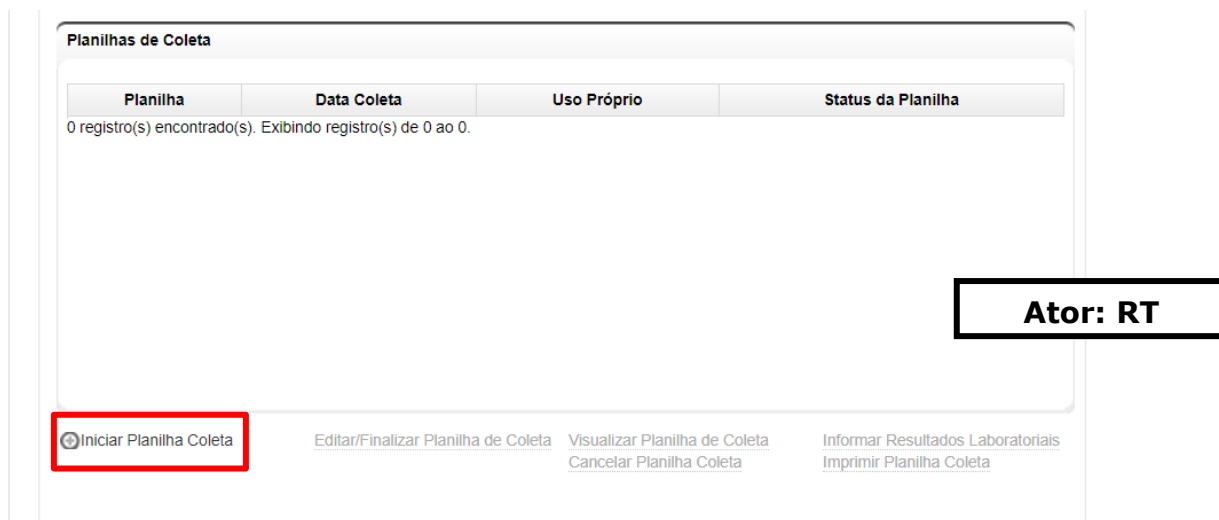 Planilhas de Coleta
Planilha Data Coleta Uso Próprio Status da Planilha
0 registro(s) encontrado(s). Exibindo registro(s) de 0 ao 0.
Ator: RT
Iniciar Planilha Coleta Editar/Finalizar Planilha de Coleta Visualizar Planilha de Coleta Informar Resultados Laboratoriais
Cancelar Planilha Coleta Imprimir Planilha Coleta